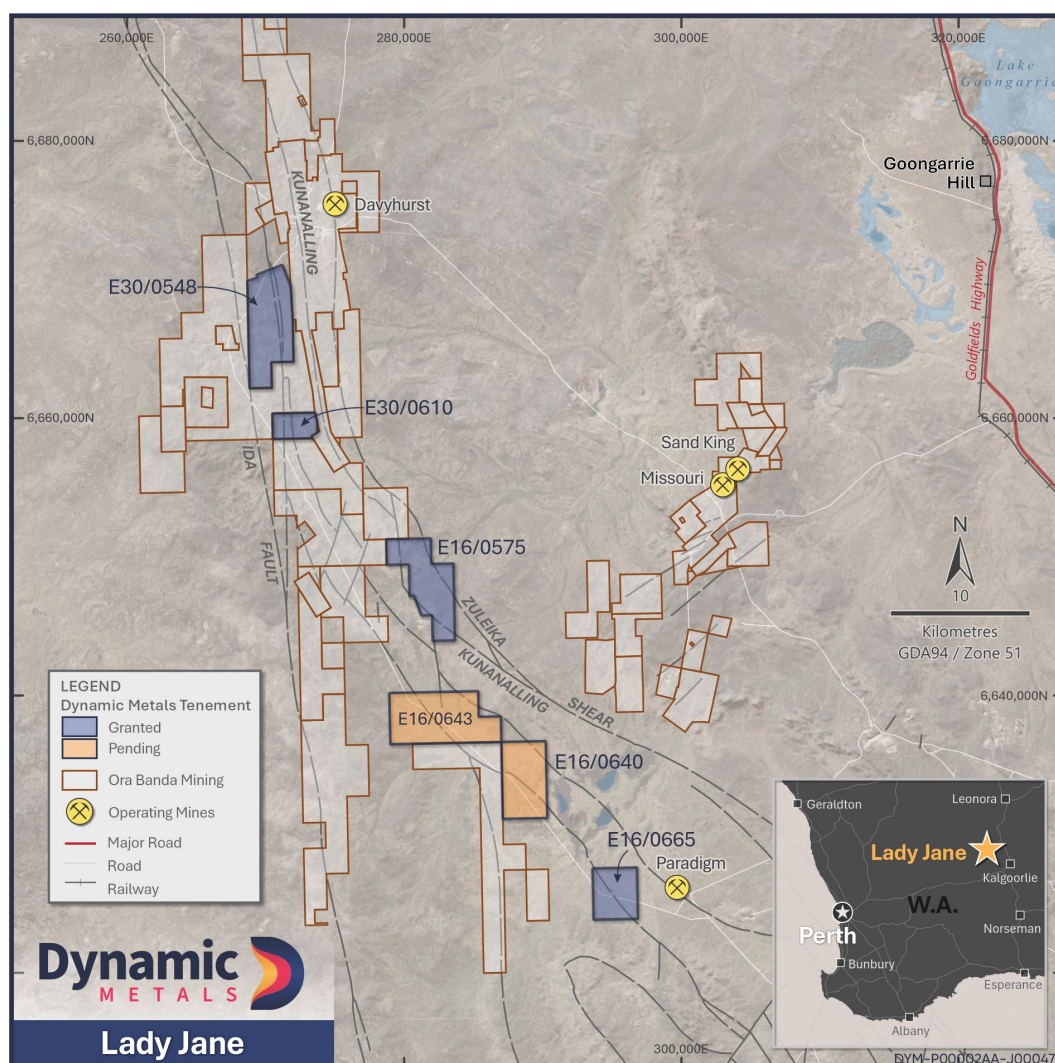 260,000E
280,000E
300,000E
320,000E
Lake
Goongarrie
6,680,000N
6,680,000N
Goongarrie
Hill
KUNANALLING
Davyhurst
E30/0548
Goldfields Highway
E30/0610
6,660,000N
6,660,000N
Sand King
Missouri
IDA
FAULT
E16/0575
N
10
Kilometres
GDA94 / Zone 51
ZULEIKA
KUNANALLING
SHEAR
LEGEND
Dynamic Metals Tenement
Granted
Pending
Ora Banda Mining
Operating Mines
Major Road
Road
Railway
E16/0643
6,640,000N
E16/0640
E16/0665
Paradigm
Geraldton
Leonora
Lady Jane
Kalgoorlie
W.A.
Perth
Norseman
Bunbury
Esperance
Albany
Dynamic
METALS
Lady Jane
300,000E
DYM-P00002AA-J00047